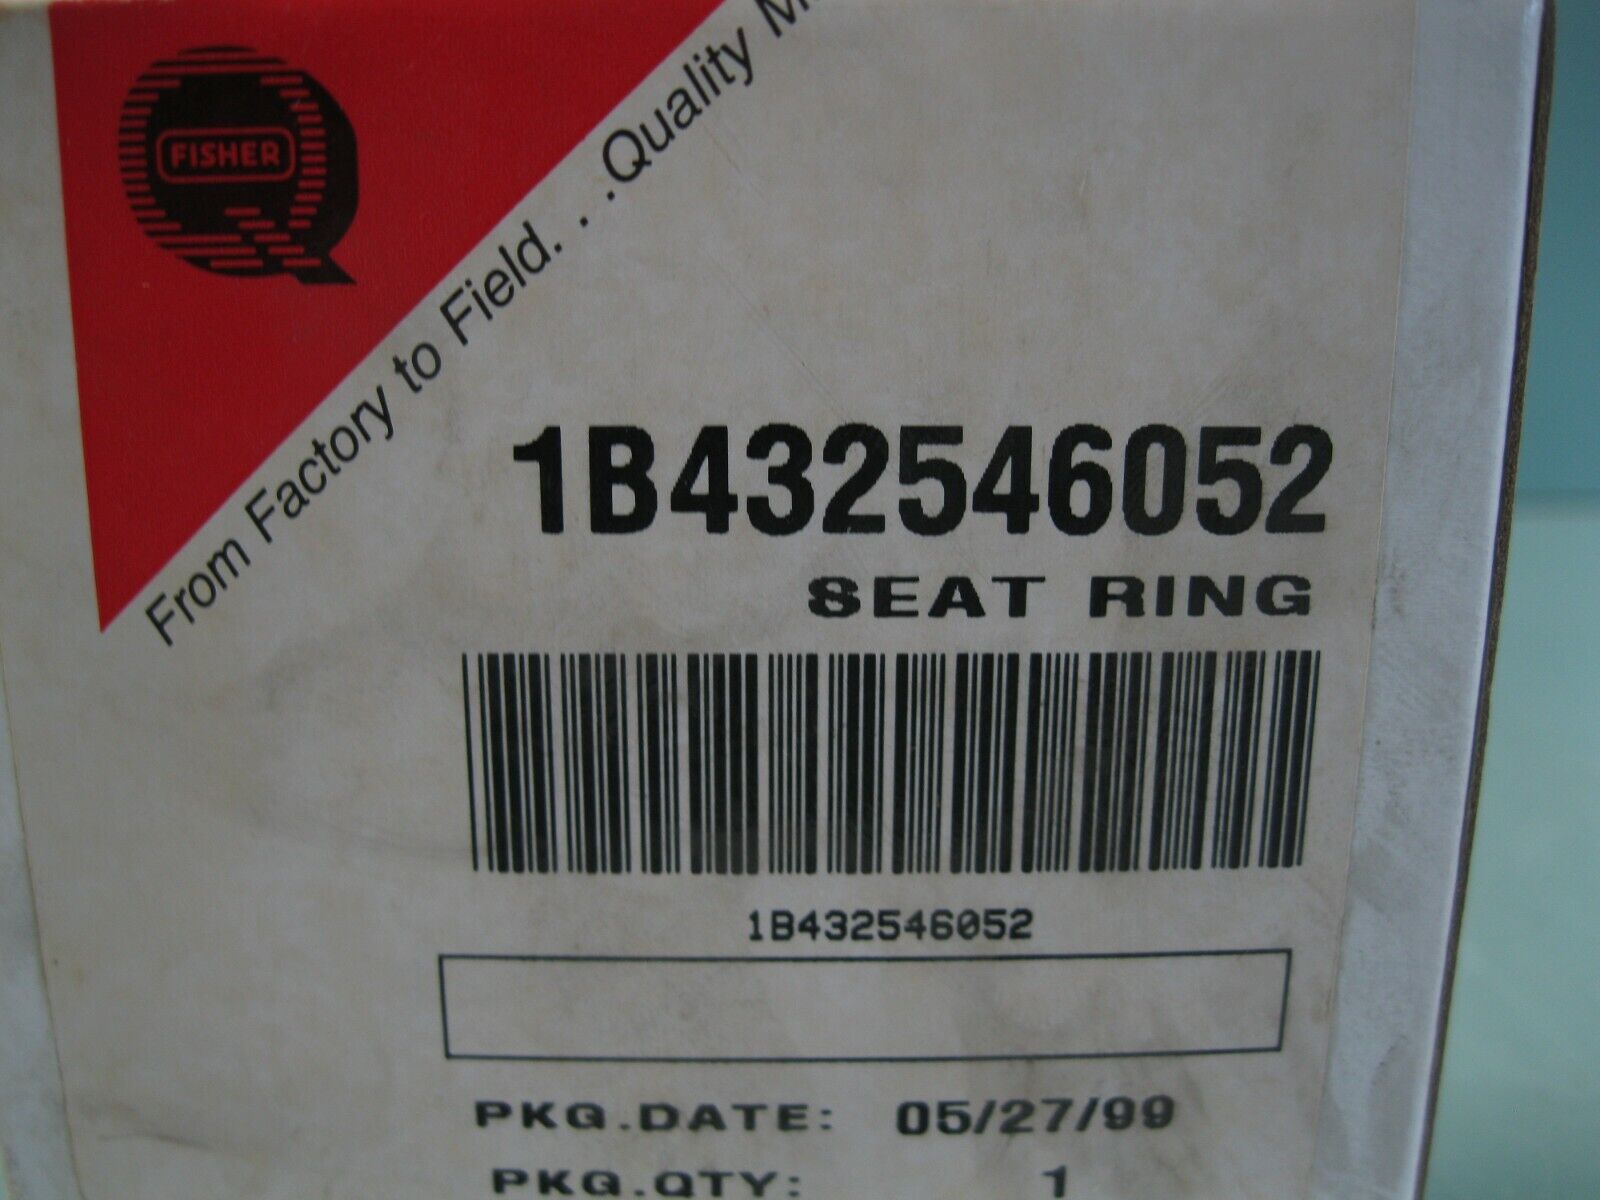 FISHER
From Factory to Field. . .Quality
1B432546052
SEAT RING
1B432546052
PKG.DATE: 05/27/99
PKG.QTY: 1